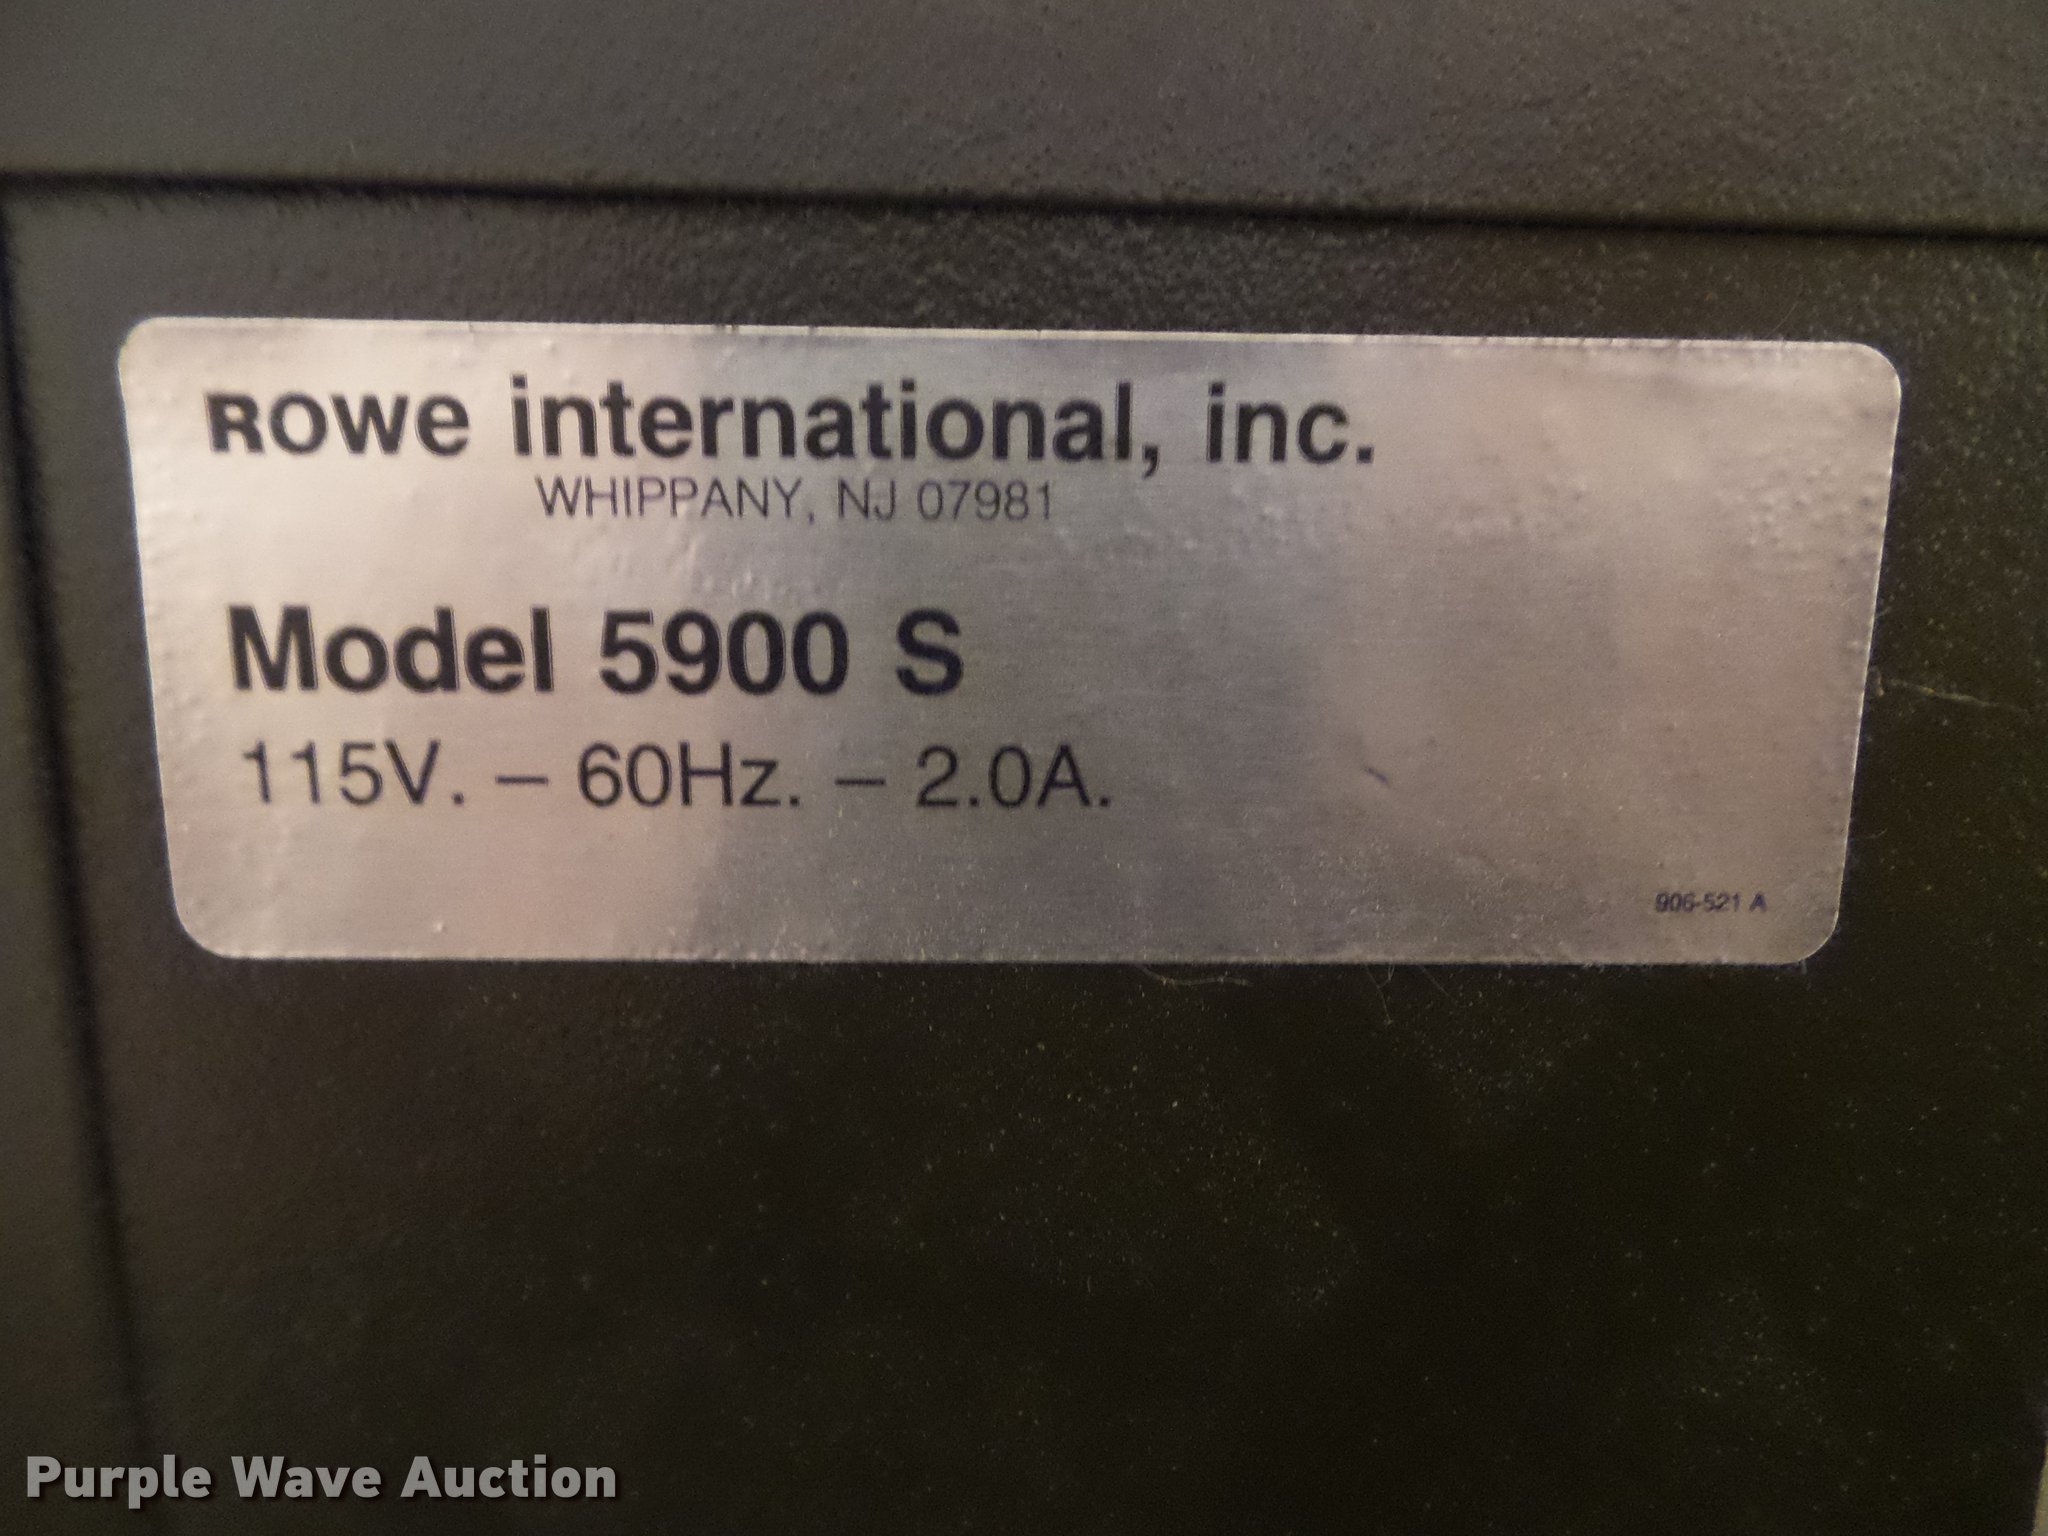 Rowe international, inc.
WHIPPANY, NJ 07981
Model 5900 S
115V. – 60Hz. – 2.0A.
906-521 A
Purple Wave Auction